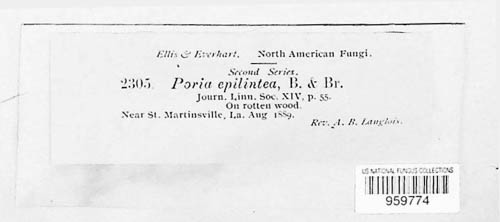 Ellis & Everhart. North American Fungi.
Second Series.
2305. Poria epilintea, B. & Br.
Journ. Linn. Soc. XIV, p. 55.
On rotten wood.
Near St. Martinsville, La. Aug 1889.
Rev. A. B. Langlois.
US NATIONAL FUNGUS COLLECTIONS
959774